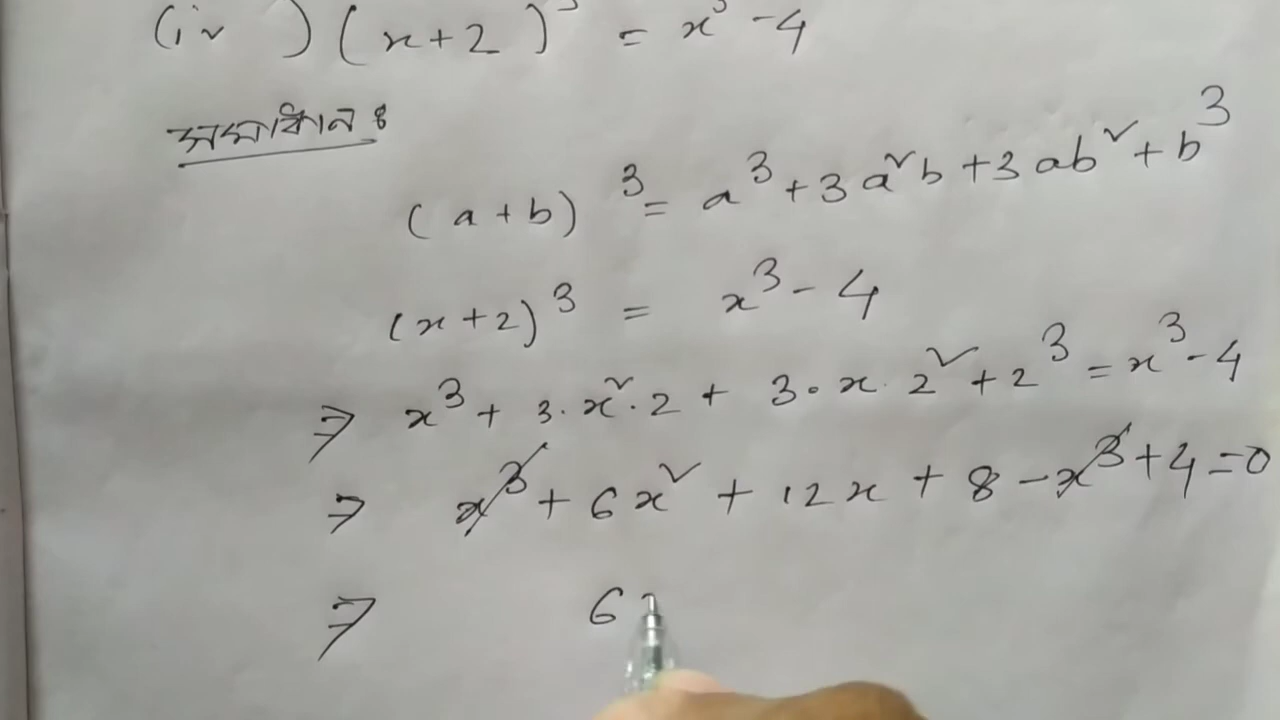 (iv) (x+2)³ = x³ - 4
সমাধান ঃ
(a+b)³ = a³ + 3a²b + 3ab² + b³
(x+2)³ = x³ - 4
⇒ x³ + 3.x².2 + 3.x.2² + 2³ = x³ - 4
⇒ x³ + 6x² + 12x + 8 - x³ + 4 = 0
⇒ 6